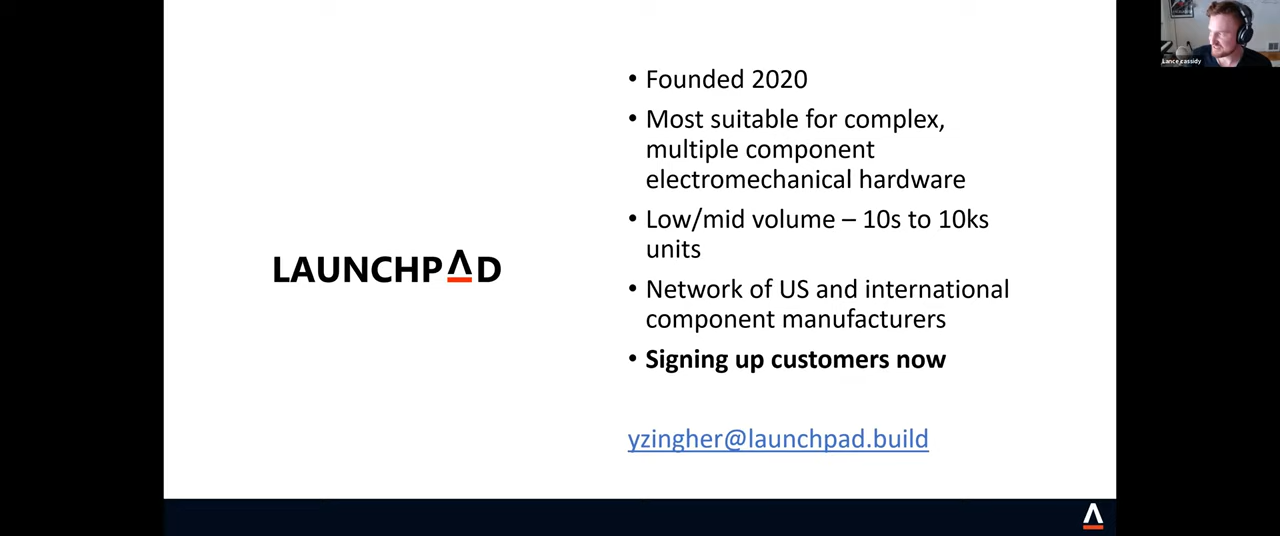 Lance Cassidy
• Founded 2020
• Most suitable for complex,
multiple component
electromechanical hardware
• Low/mid volume – 10s to 10ks
units
LAUNCHPAD
• Network of US and international
component manufacturers
• Signing up customers now
yzingher@launchpad.build